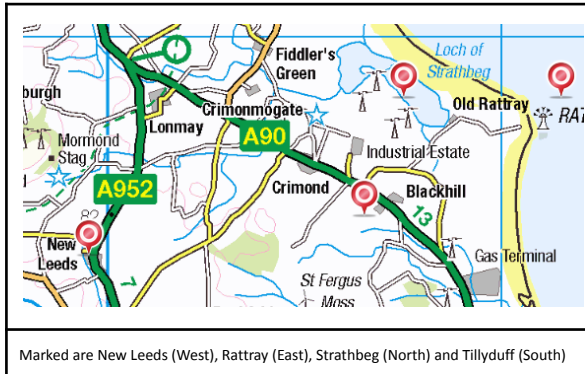 Loch of
Strathbeg
Fiddler's
Green
burgh
Crimonmogate
Old Rattray
RAT
Lonmay
A90
Mormond
Stag
Industrial Estate
A952
Crimond
Blackhill
82
13
New
Leeds
Gas Terminal
7
St Fergus
Moss
Marked are New Leeds (West), Rattray (East), Strathbeg (North) and Tillyduff (South)